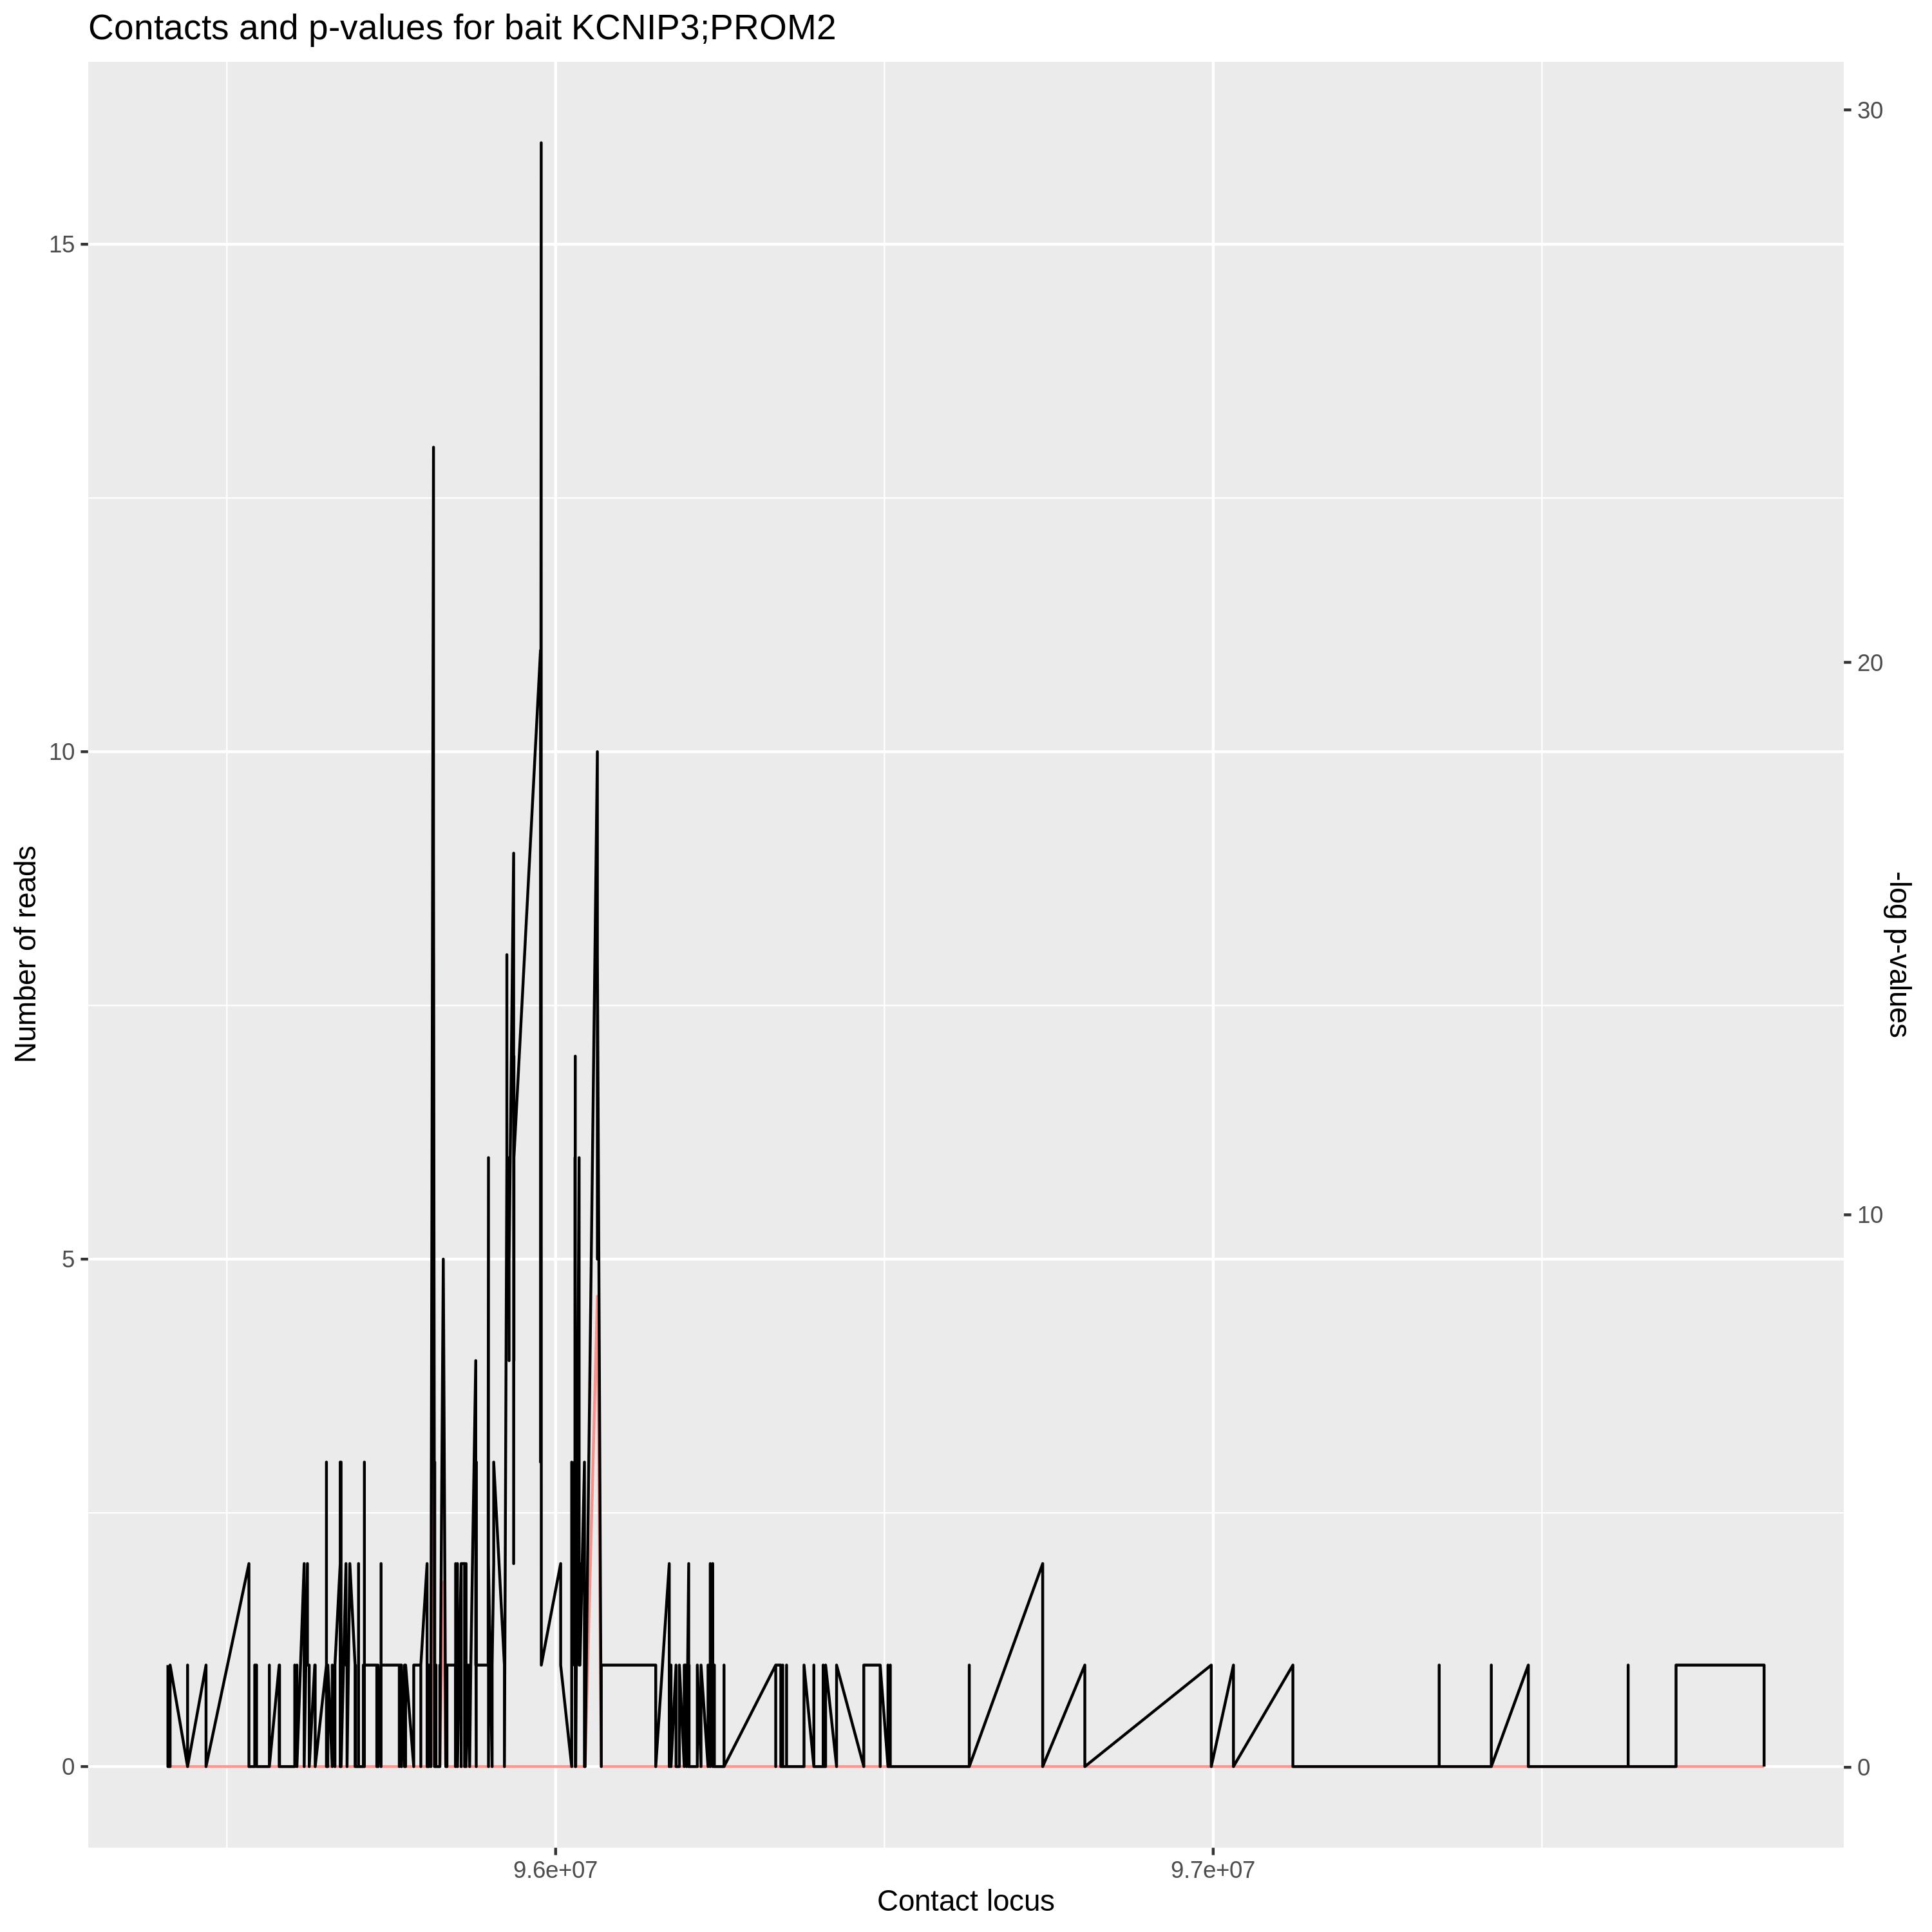 Contacts and p-values for bait KCNIP3;PROM2
Number of reads
15
10
5
0
30
20
10
0
-log p-values
9.6e+07
9.7e+07
Contact locus